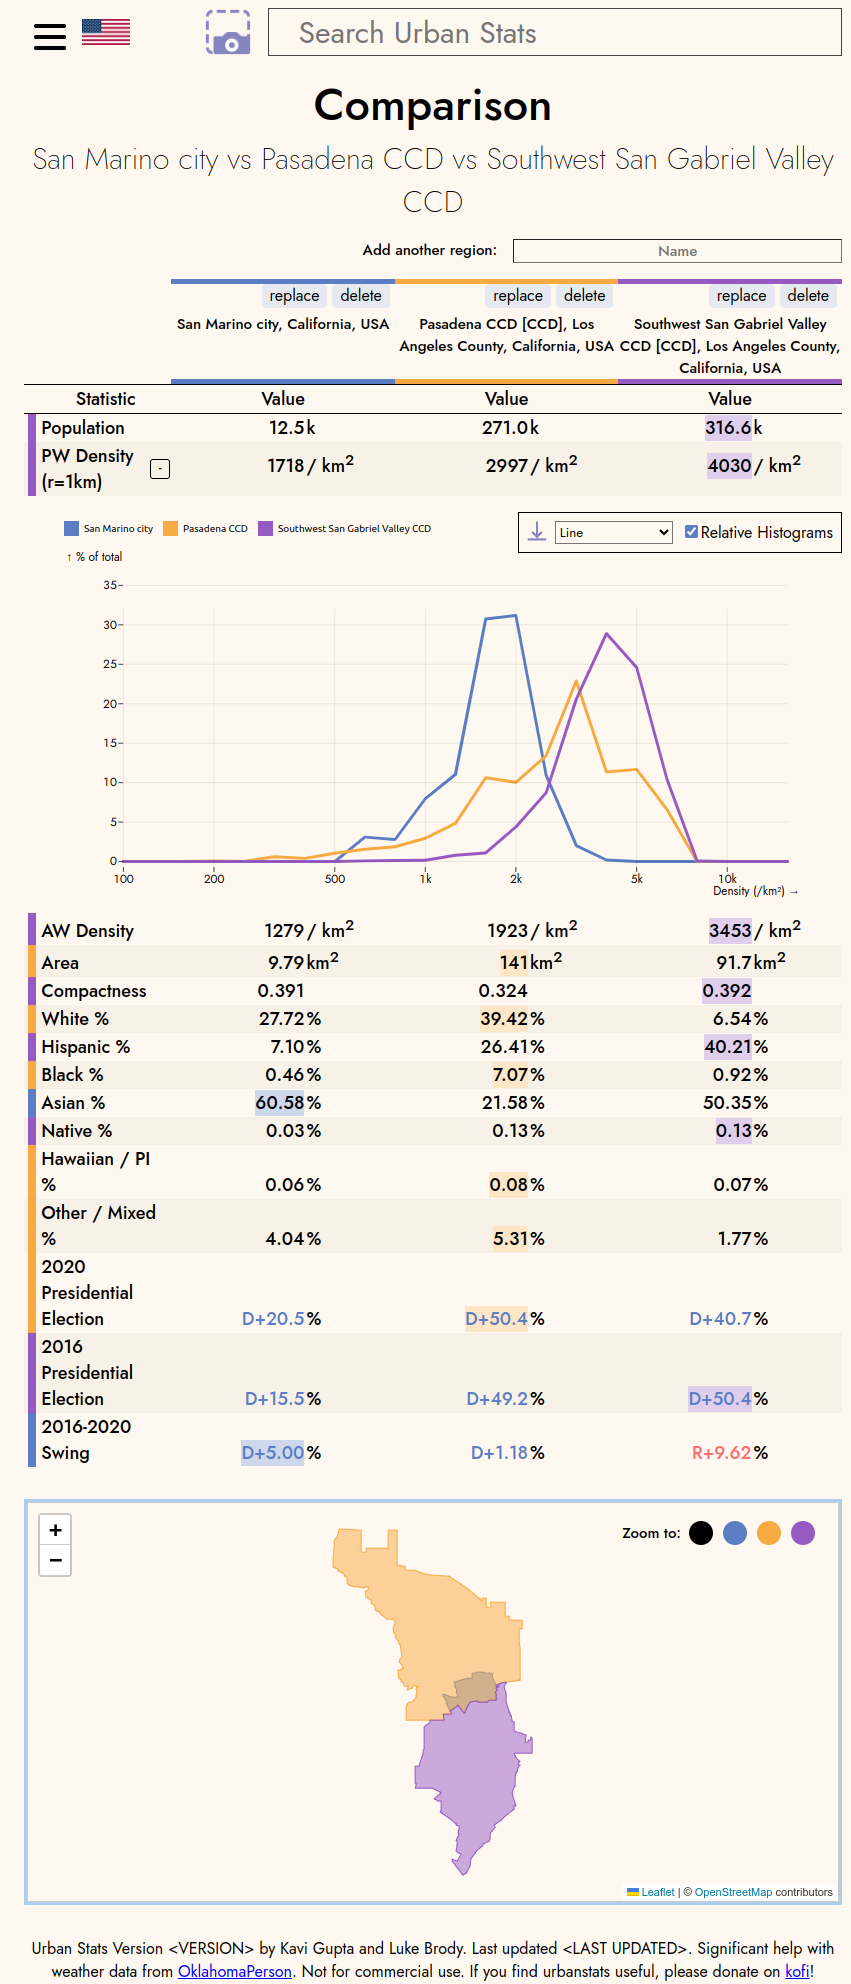 Search Urban Stats
Comparison
San Marino city vs Pasadena CCD vs Southwest San Gabriel Valley
CCD
Add another region: Name
replace delete replace delete replace delete
San Marino city, California, USA
Pasadena CCD [CCD], Los
Angeles County, California, USA
Southwest San Gabriel Valley
CCD [CCD], Los Angeles County,
California, USA
Statistic Value Value Value
Population 12.5k 271.0k 316.6k
PW Density
(r=1km) - 1718/ km² 2997/ km² 4030/ km²
San Marino city Pasadena CCD Southwest San Gabriel Valley CCD
Line Relative Histograms
↑ % of total
35
30
25
20
15
10
5
0
100 200 500 1k 2k 5k 10k
Density (/km²) →
AW Density 1279/ km² 1923/ km² 3453/ km²
Area 9.79km² 141km² 91.7km²
Compactness 0.391 0.324 0.392
White % 27.72% 39.42% 6.54%
Hispanic % 7.10% 26.41% 40.21%
Black % 0.46% 7.07% 0.92%
Asian % 60.58% 21.58% 50.35%
Native % 0.03% 0.13% 0.13%
Hawaiian / PI
% 0.06% 0.08% 0.07%
Other / Mixed
% 4.04% 5.31% 1.77%
2020
Presidential
Election D+20.5% D+50.4% D+40.7%
2016
Presidential
Election D+15.5% D+49.2% D+50.4%
2016-2020
Swing D+5.00% D+1.18% R+9.62%
+
−
Zoom to:
Leaflet | © OpenStreetMap contributors
Urban Stats Version <VERSION> by Kavi Gupta and Luke Brody. Last updated <LAST UPDATED>. Significant help with
weather data from OklahomaPerson. Not for commercial use. If you find urbanstats useful, please donate on kofi!